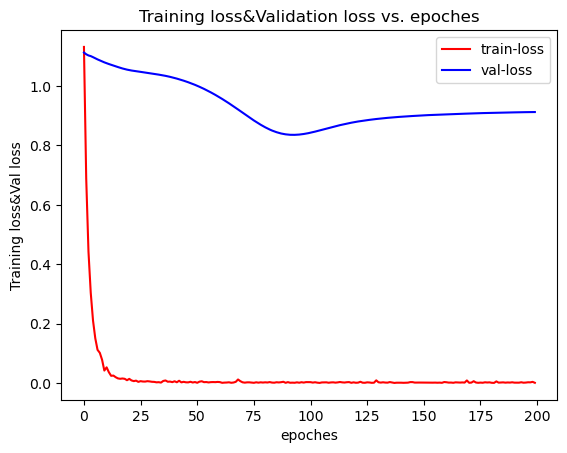 Training loss&Validation loss vs. epoches
train-loss
val-loss
Training loss&Val loss
1.0
0.8
0.6
0.4
0.2
0.0
0 25 50 75 100 125 150 175 200
epoches